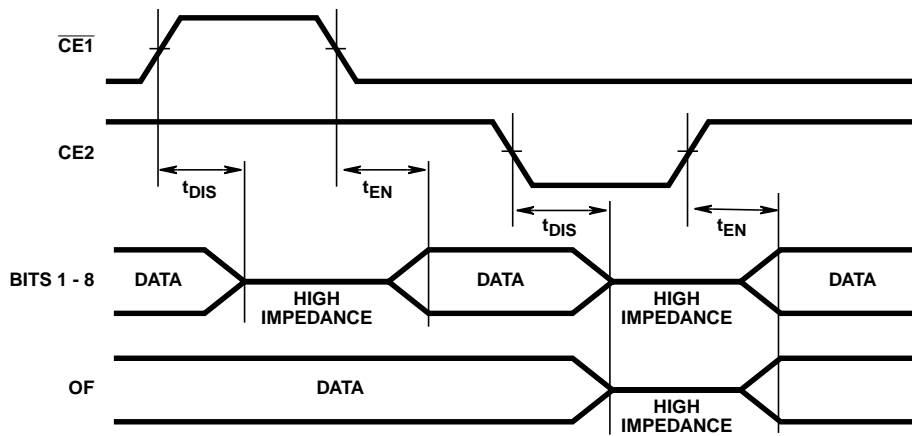 CE1
CE2
tDIS
tEN
tDIS
tEN
BITS 1 - 8
DATA
HIGH
IMPEDANCE
DATA
HIGH
IMPEDANCE
DATA
OF
DATA
HIGH
IMPEDANCE